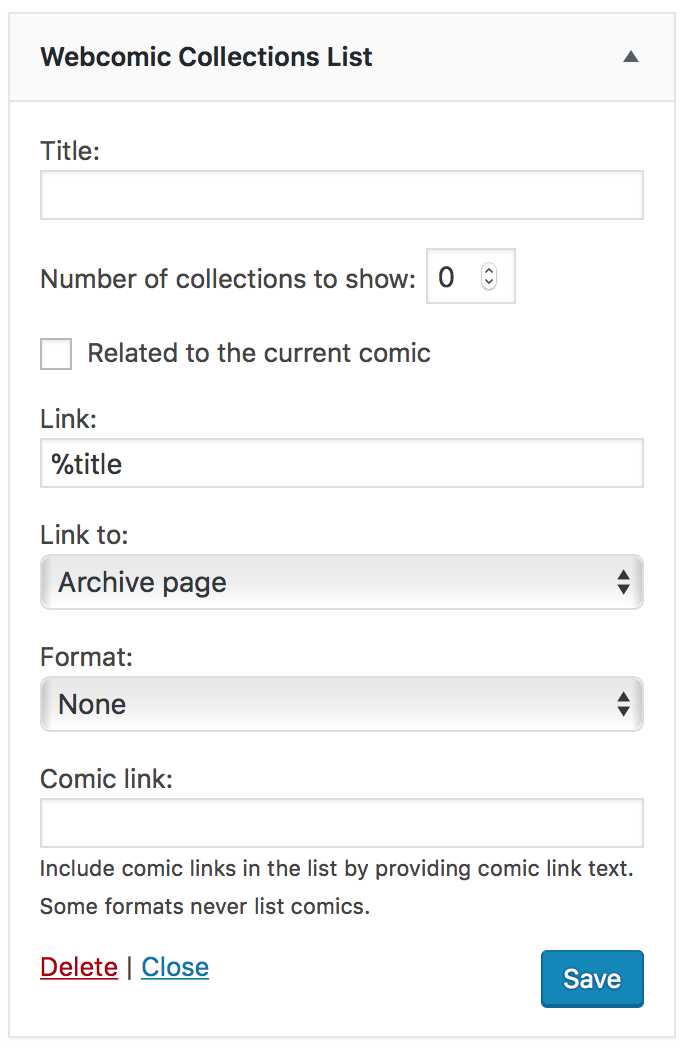 Webcomic Collections List
Title:
Number of collections to show: 0
Related to the current comic
Link:
%title
Link to:
Archive page
Format:
None
Comic link:
Include comic links in the list by providing comic link text.
Some formats never list comics.
Delete | Close
Save